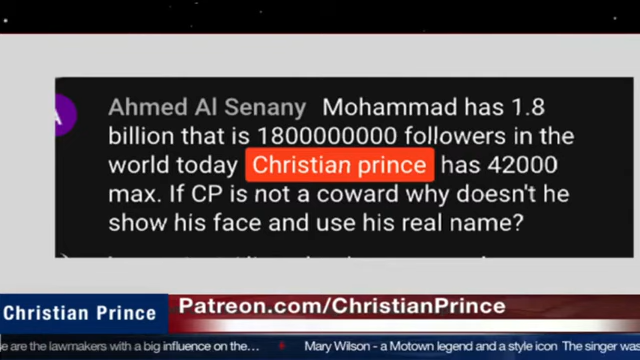 Ahmed Al Senany Mohammad has 1.8
billion that is 1800000000 followers in the
world today Christian prince has 42000
max. If CP is not a coward why doesn't he
show his face and use his real name?
Christian Prince
Patreon.com/ChristianPrince
e are the lawmakers with a big influence on the...
Mary Wilson - a Motown legend and a style icon The singer was